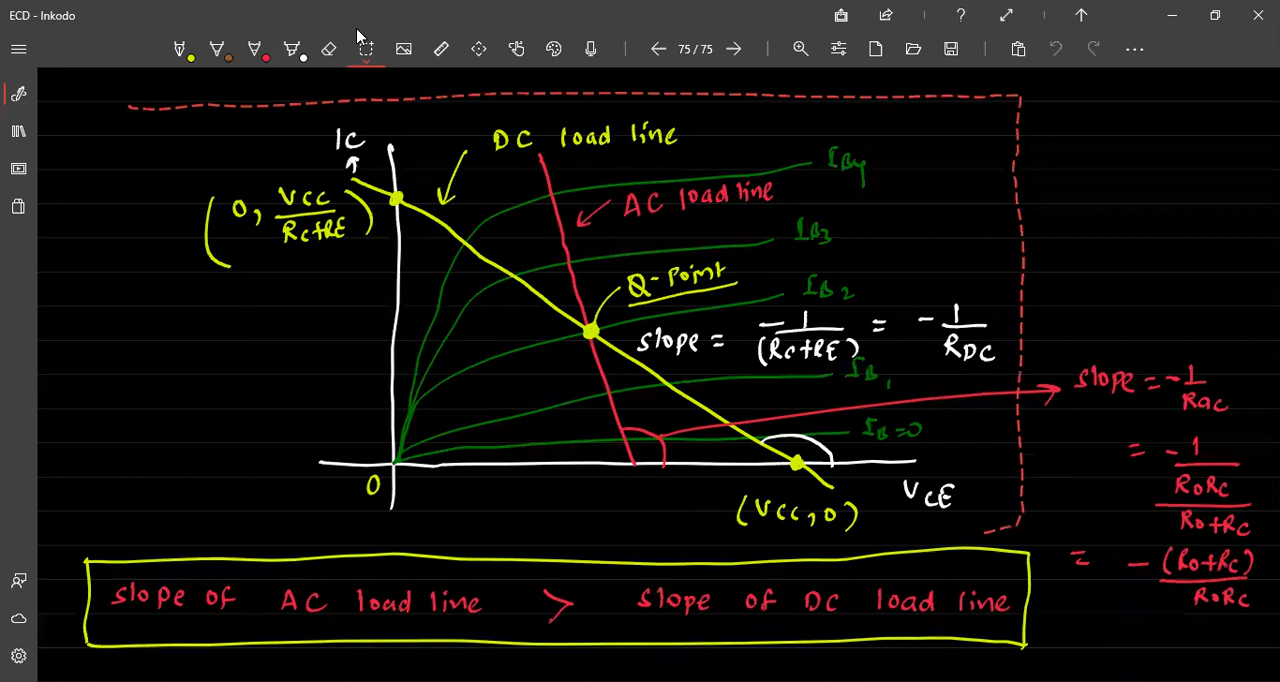 ECD - Inkodo
75 / 75
IC
DC load line
IB4
AC load line
(0, VCC / RC+RE)
IB3
Q-Point
IB2
slope = -1/(RC+RE) = -1/RDC
IB1
slope = -1/Rac
IB=0
= -1/(RORC/RO+RC)
0
VCE
(VCC, 0)
= -(RO+RC)/RORC
slope of AC load line > slope of DC load line